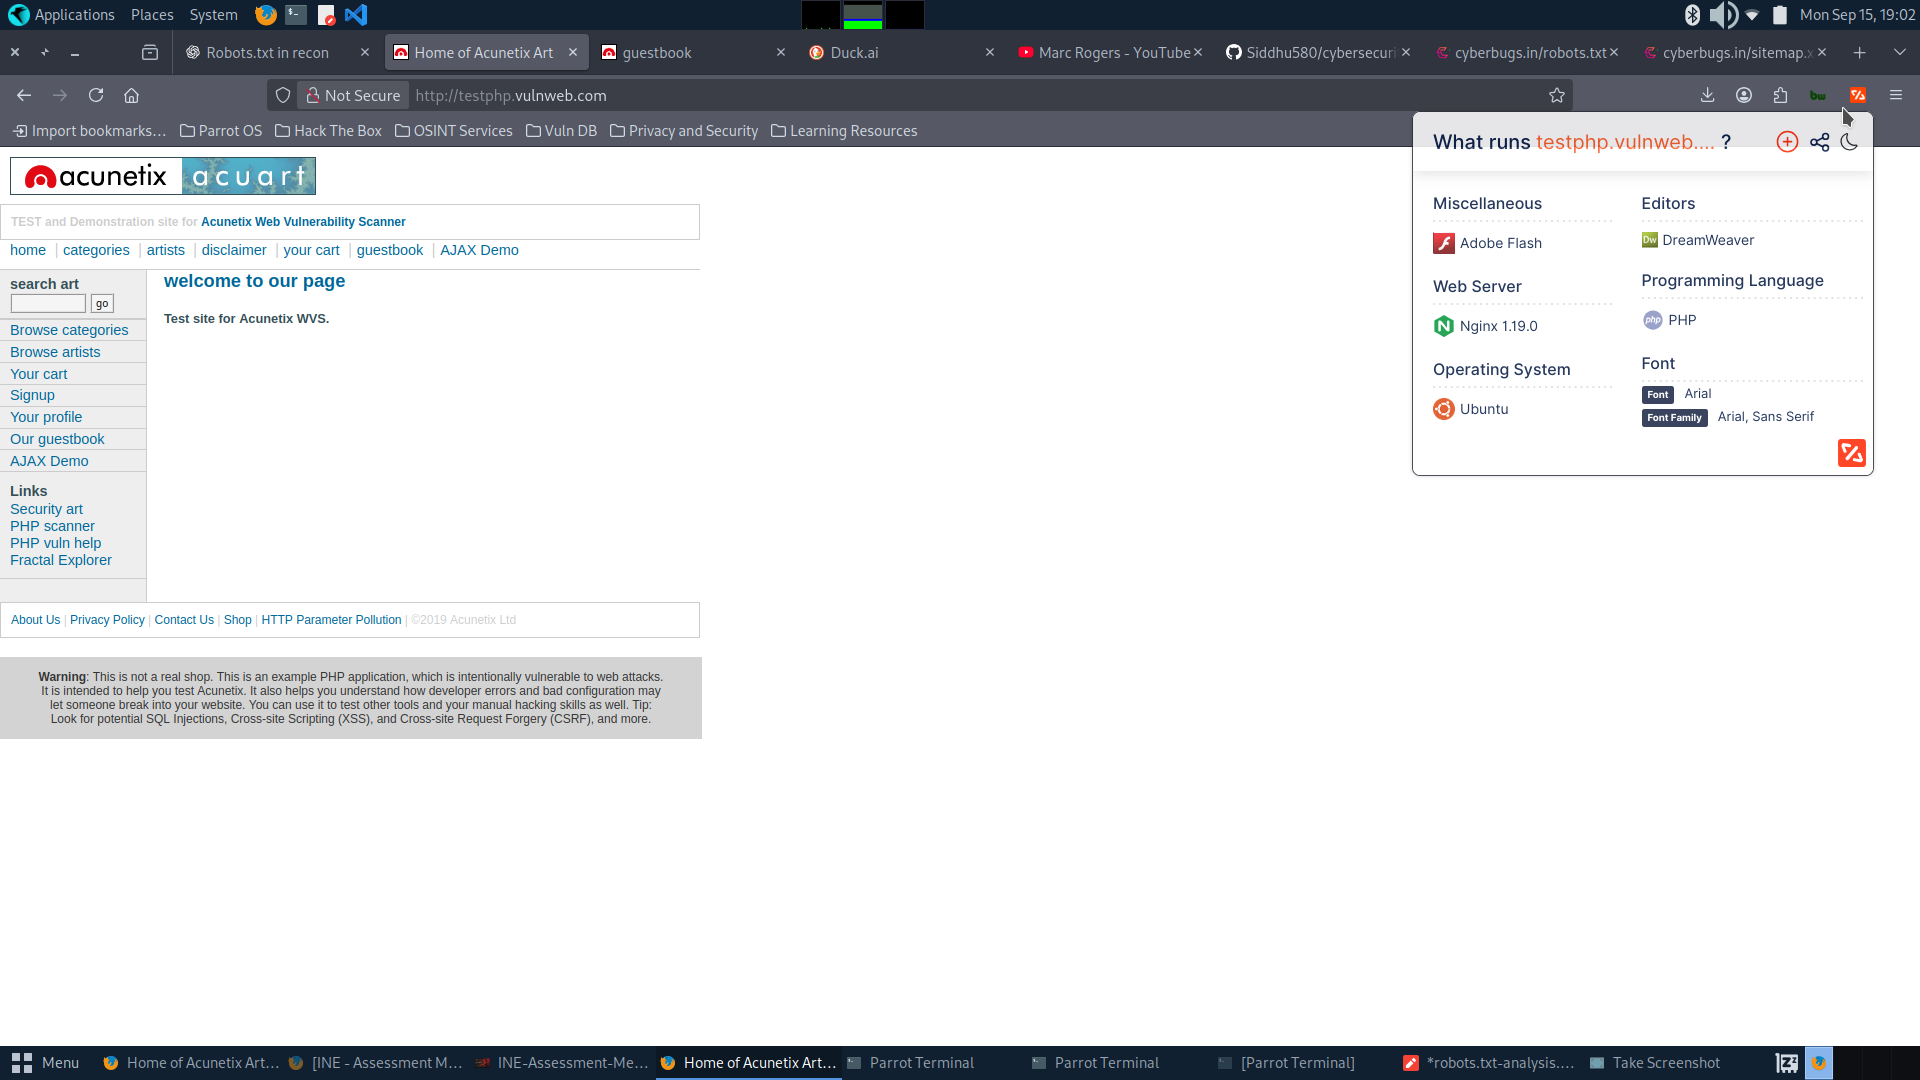 Applications Places System
Mon Sep 15, 19:02
Robots.txt in recon
Home of Acunetix Art
guestbook
Duck.ai
Marc Rogers - YouTube
Siddhu580/cybersecuri
cyberbugs.in/robots.txt
cyberbugs.in/sitemap.x
Not Secure http://testphp.vulnweb.com
bw
Import bookmarks… Parrot OS Hack The Box OSINT Services Vuln DB Privacy and Security Learning Resources
What runs testphp.vulnweb.... ?
Miscellaneous
Adobe Flash
Web Server
Nginx 1.19.0
Operating System
Ubuntu
Editors
Dw DreamWeaver
Programming Language
php PHP
Font
Font Arial
Font Family Arial, Sans Serif
acunetix acuart
TEST and Demonstration site for Acunetix Web Vulnerability Scanner
home | categories | artists | disclaimer | your cart | guestbook | AJAX Demo
search art
go
Browse categories
Browse artists
Your cart
Signup
Your profile
Our guestbook
AJAX Demo
Links
Security art
PHP scanner
PHP vuln help
Fractal Explorer
welcome to our page
Test site for Acunetix WVS.
About Us | Privacy Policy | Contact Us | Shop | HTTP Parameter Pollution | ©2019 Acunetix Ltd
Warning: This is not a real shop. This is an example PHP application, which is intentionally vulnerable to web attacks.
It is intended to help you test Acunetix. It also helps you understand how developer errors and bad configuration may
let someone break into your website. You can use it to test other tools and your manual hacking skills as well. Tip:
Look for potential SQL Injections, Cross-site Scripting (XSS), and Cross-site Request Forgery (CSRF), and more.
Menu
Home of Acunetix Art...
[INE - Assessment M...
INE-Assessment-Me...
Home of Acunetix Art...
Parrot Terminal
Parrot Terminal
[Parrot Terminal]
*robots.txt-analysis....
Take Screenshot